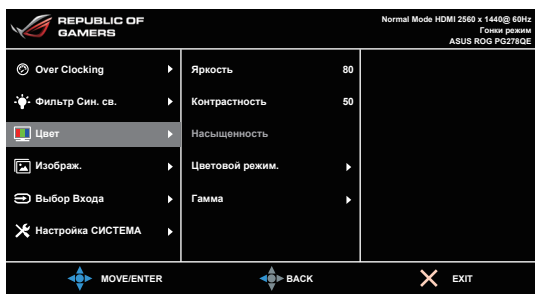 REPUBLIC OF
GAMERS
Normal Mode HDMI 2560 x 1440@ 60Hz
Гонки режим
ASUS ROG PG278QE
Over Clocking
Фильтр Син. св.
Цвет
Изображ.
Выбор Входа
Настройка СИСТЕМА
Яркость 80
Контрастность 50
Насыщенность
Цветовой режим.
Гамма
MOVE/ENTER BACK EXIT